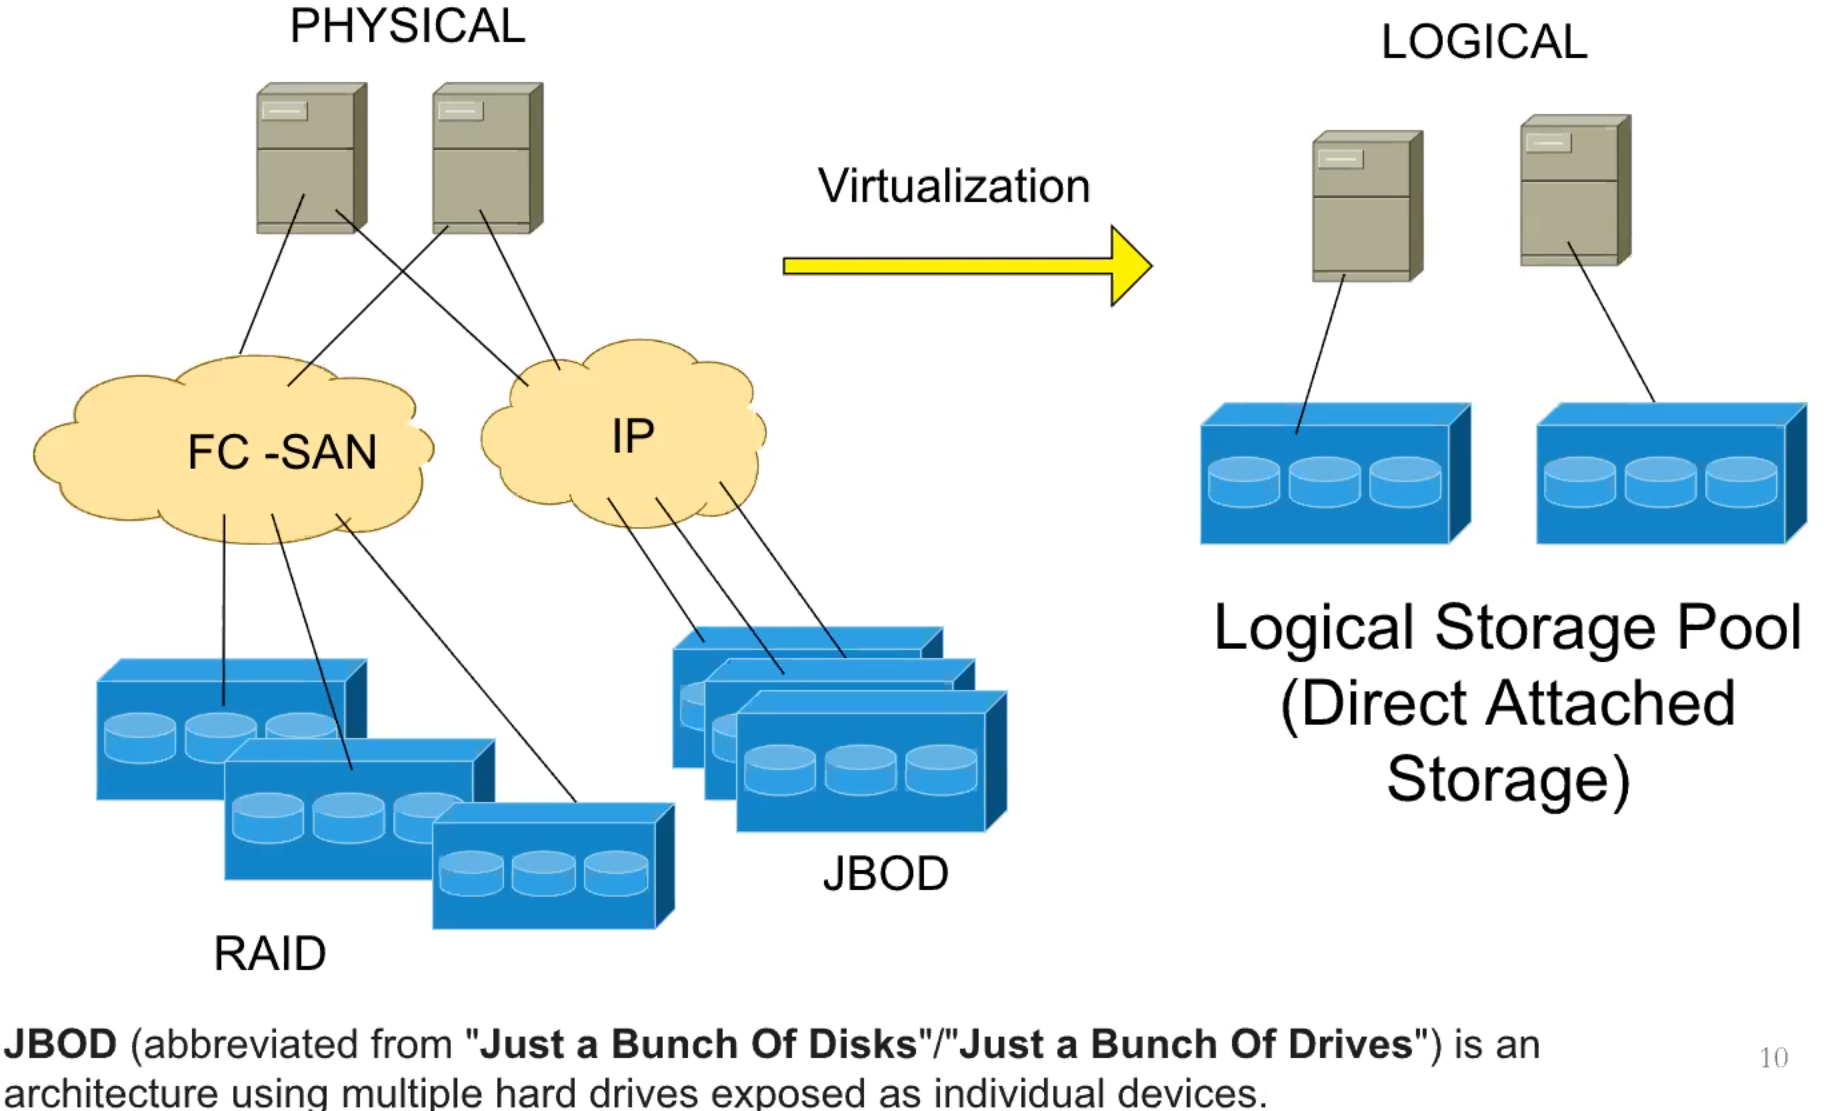 PHYSICAL
LOGICAL
Virtualization
FC -SAN
IP
Logical Storage Pool
(Direct Attached
Storage)
JBOD
RAID
JBOD (abbreviated from "Just a Bunch Of Disks"/"Just a Bunch Of Drives") is an
architecture using multiple hard drives exposed as individual devices.
10